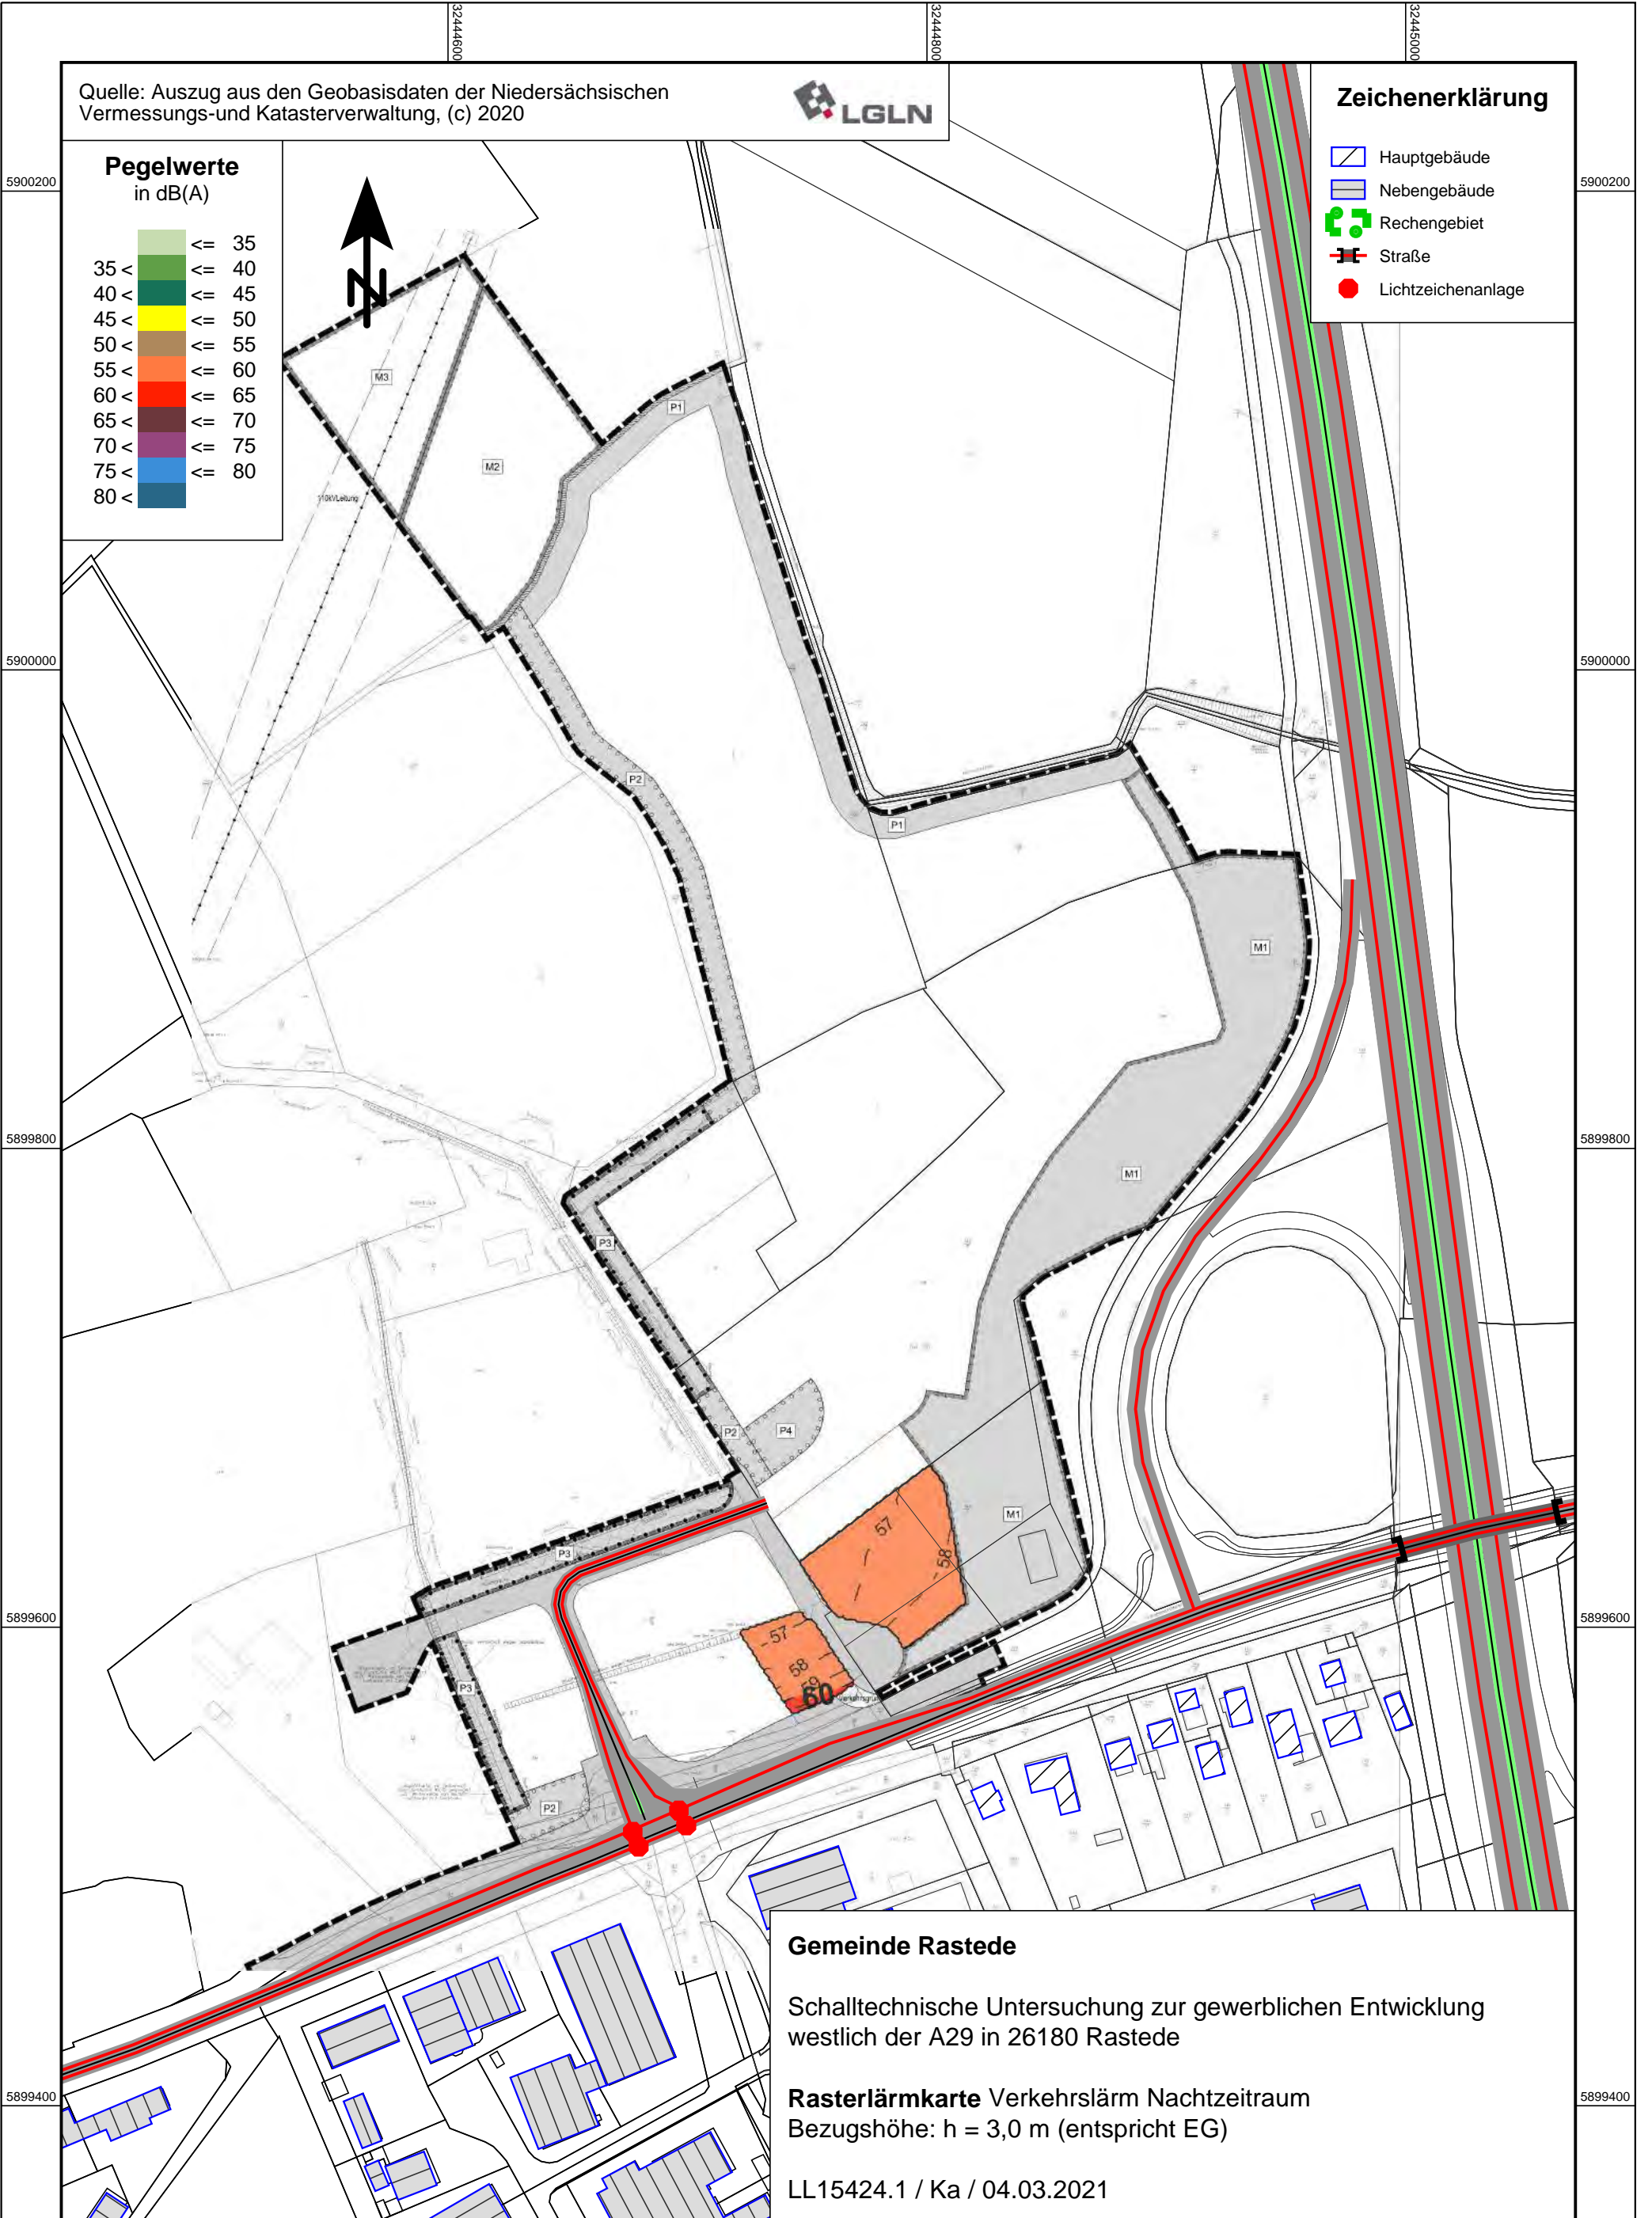 32444600
32444800
32445000
Quelle: Auszug aus den Geobasisdaten der Niedersächsischen
Vermessungs-und Katasterverwaltung, (c) 2020
LGLN
Zeichenerklärung
Hauptgebäude
Nebengebäude
Rechengebiet
Straße
Lichtzeichenanlage
Pegelwerte
in dB(A)
<= 35
35 < <= 40
40 < <= 45
45 < <= 50
50 < <= 55
55 < <= 60
60 < <= 65
65 < <= 70
70 < <= 75
75 < <= 80
80 <
5900200
5900200
N
M3
P1
M2
110kV Leitung
5900000
5900000
P2
P1
M1
5899800
5899800
M1
P3
P2
P4
57
M1
P3
58
5899600
5899600
57
58
60
P3
P2
5899400
5899400
Gemeinde Rastede
Schalltechnische Untersuchung zur gewerblichen Entwicklung
westlich der A29 in 26180 Rastede
Rasterlärmkarte Verkehrslärm Nachtzeitraum
Bezugshöhe: h = 3,0 m (entspricht EG)
LL15424.1 / Ka / 04.03.2021